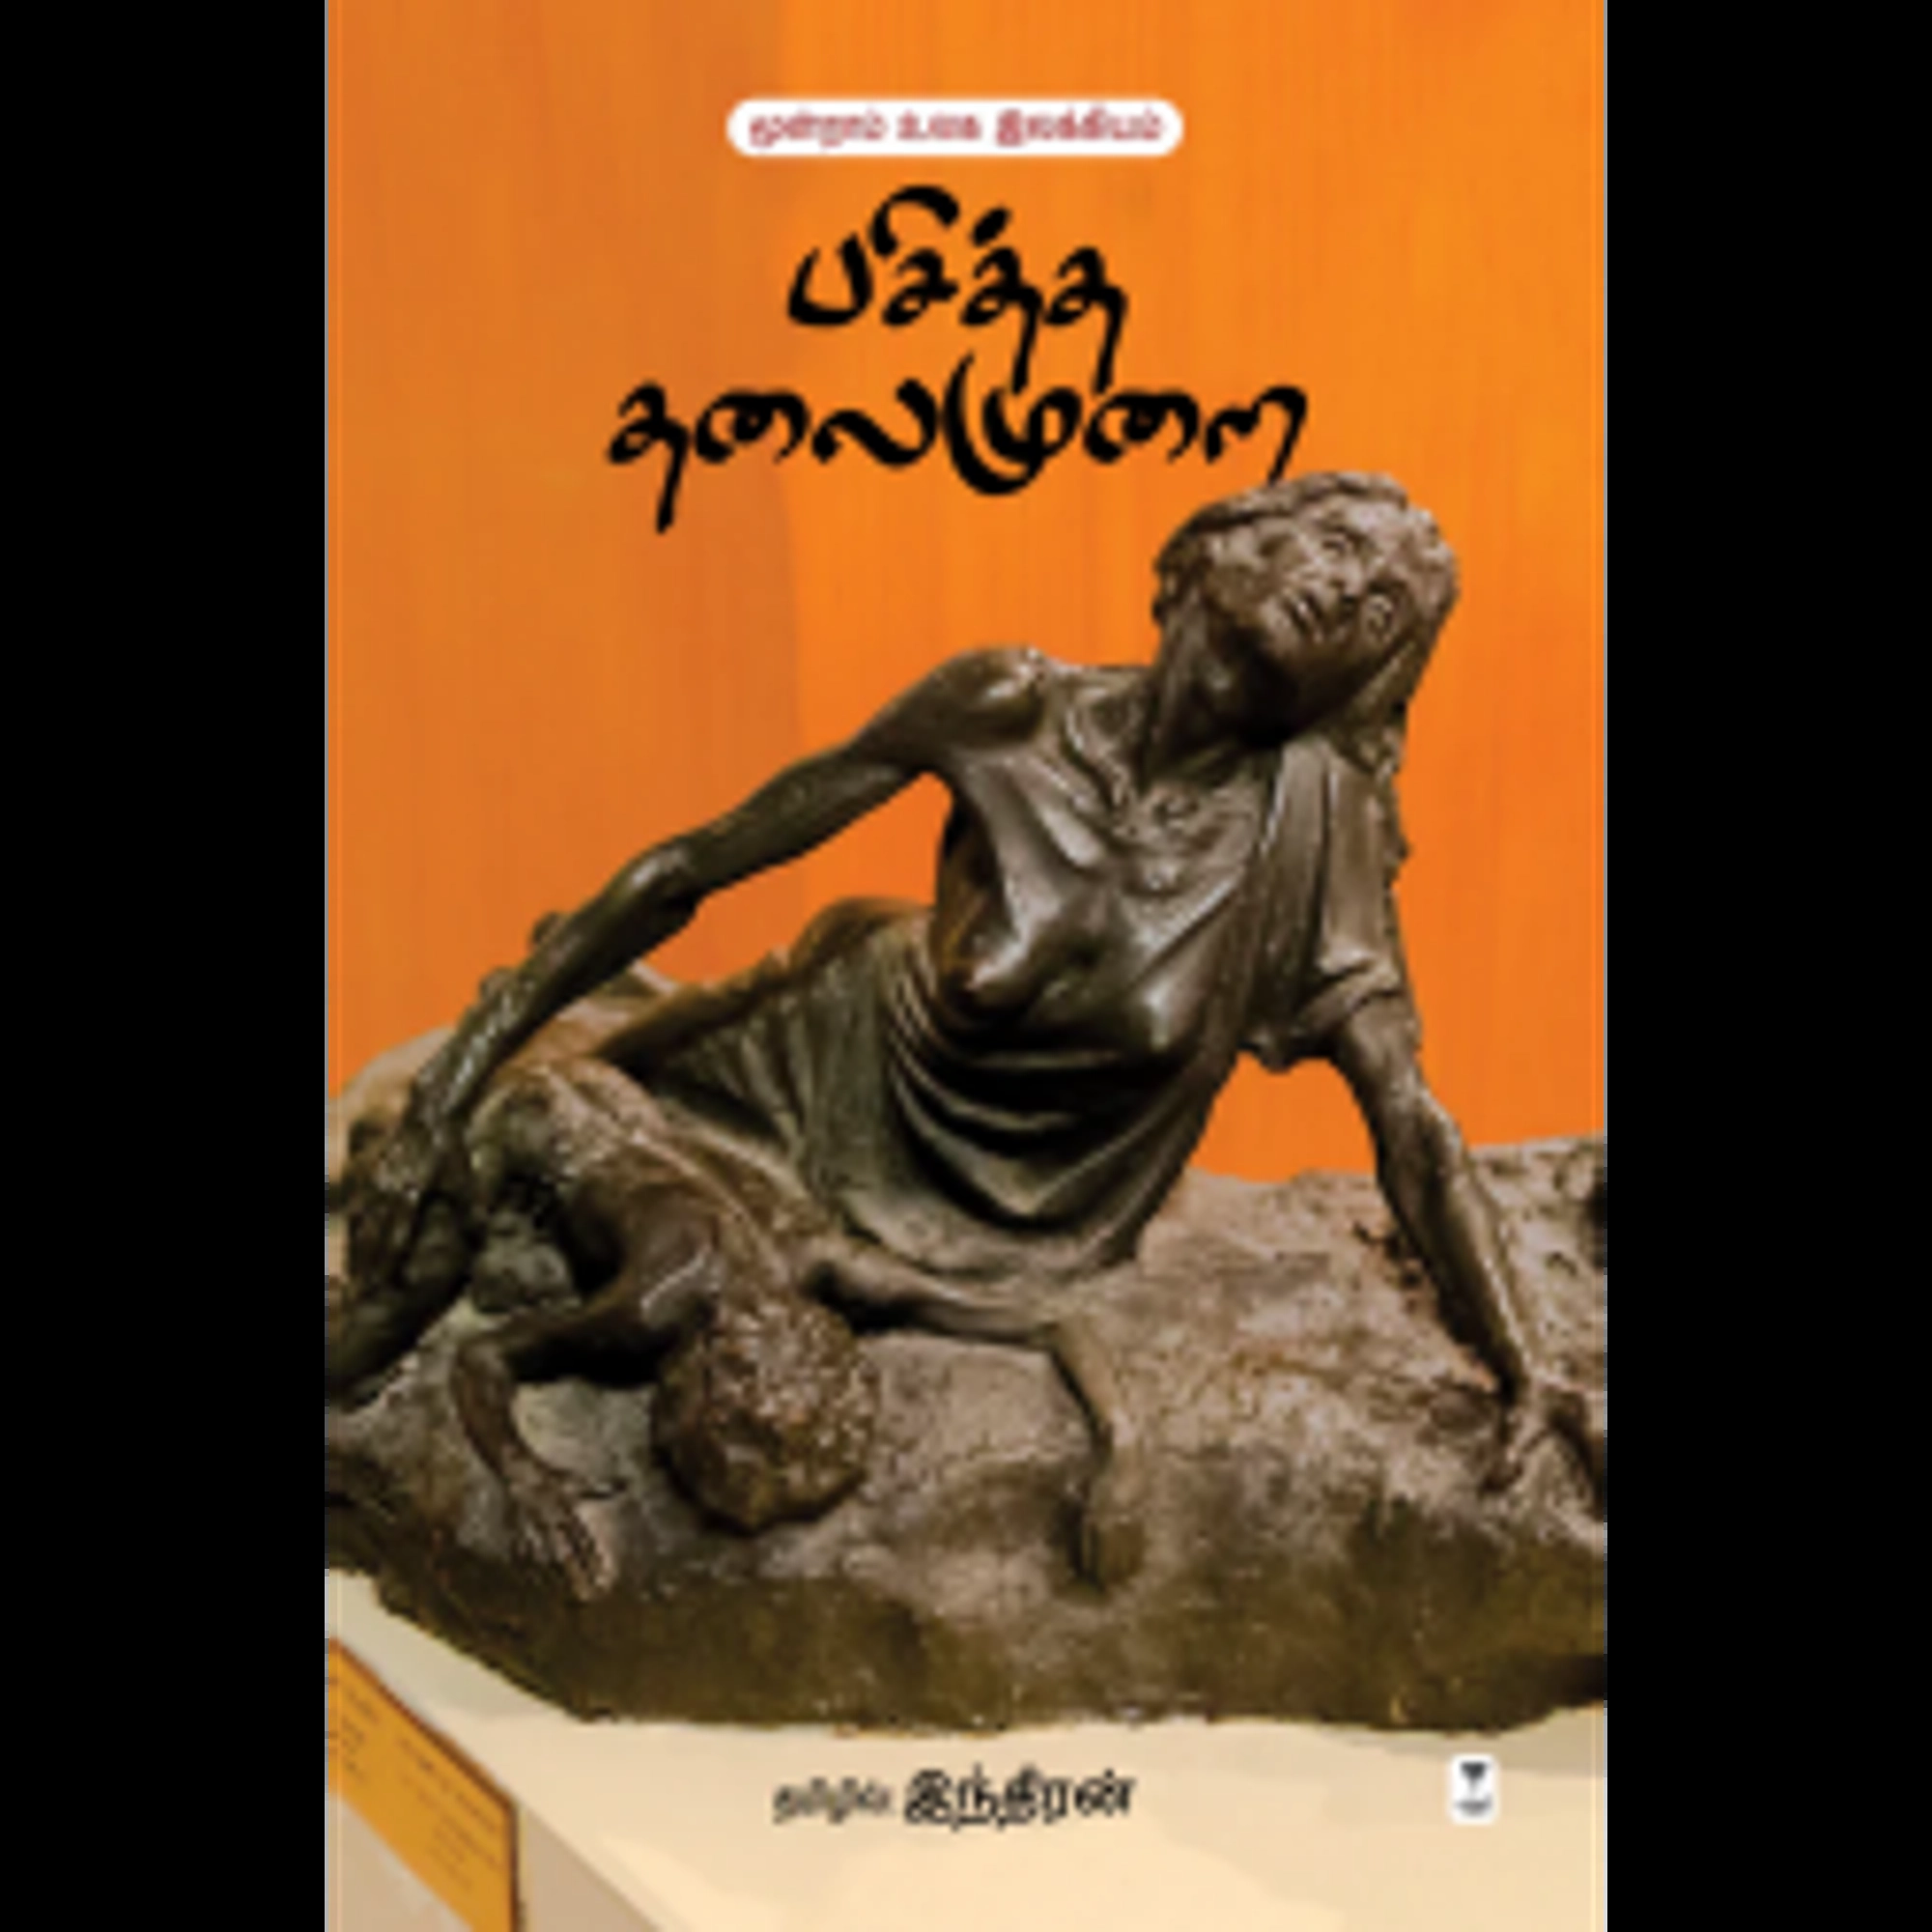 மூன்றாம் உலக இலக்கியம்
பசித்த
தலைமுறை
தமிழில் இந்திரன்